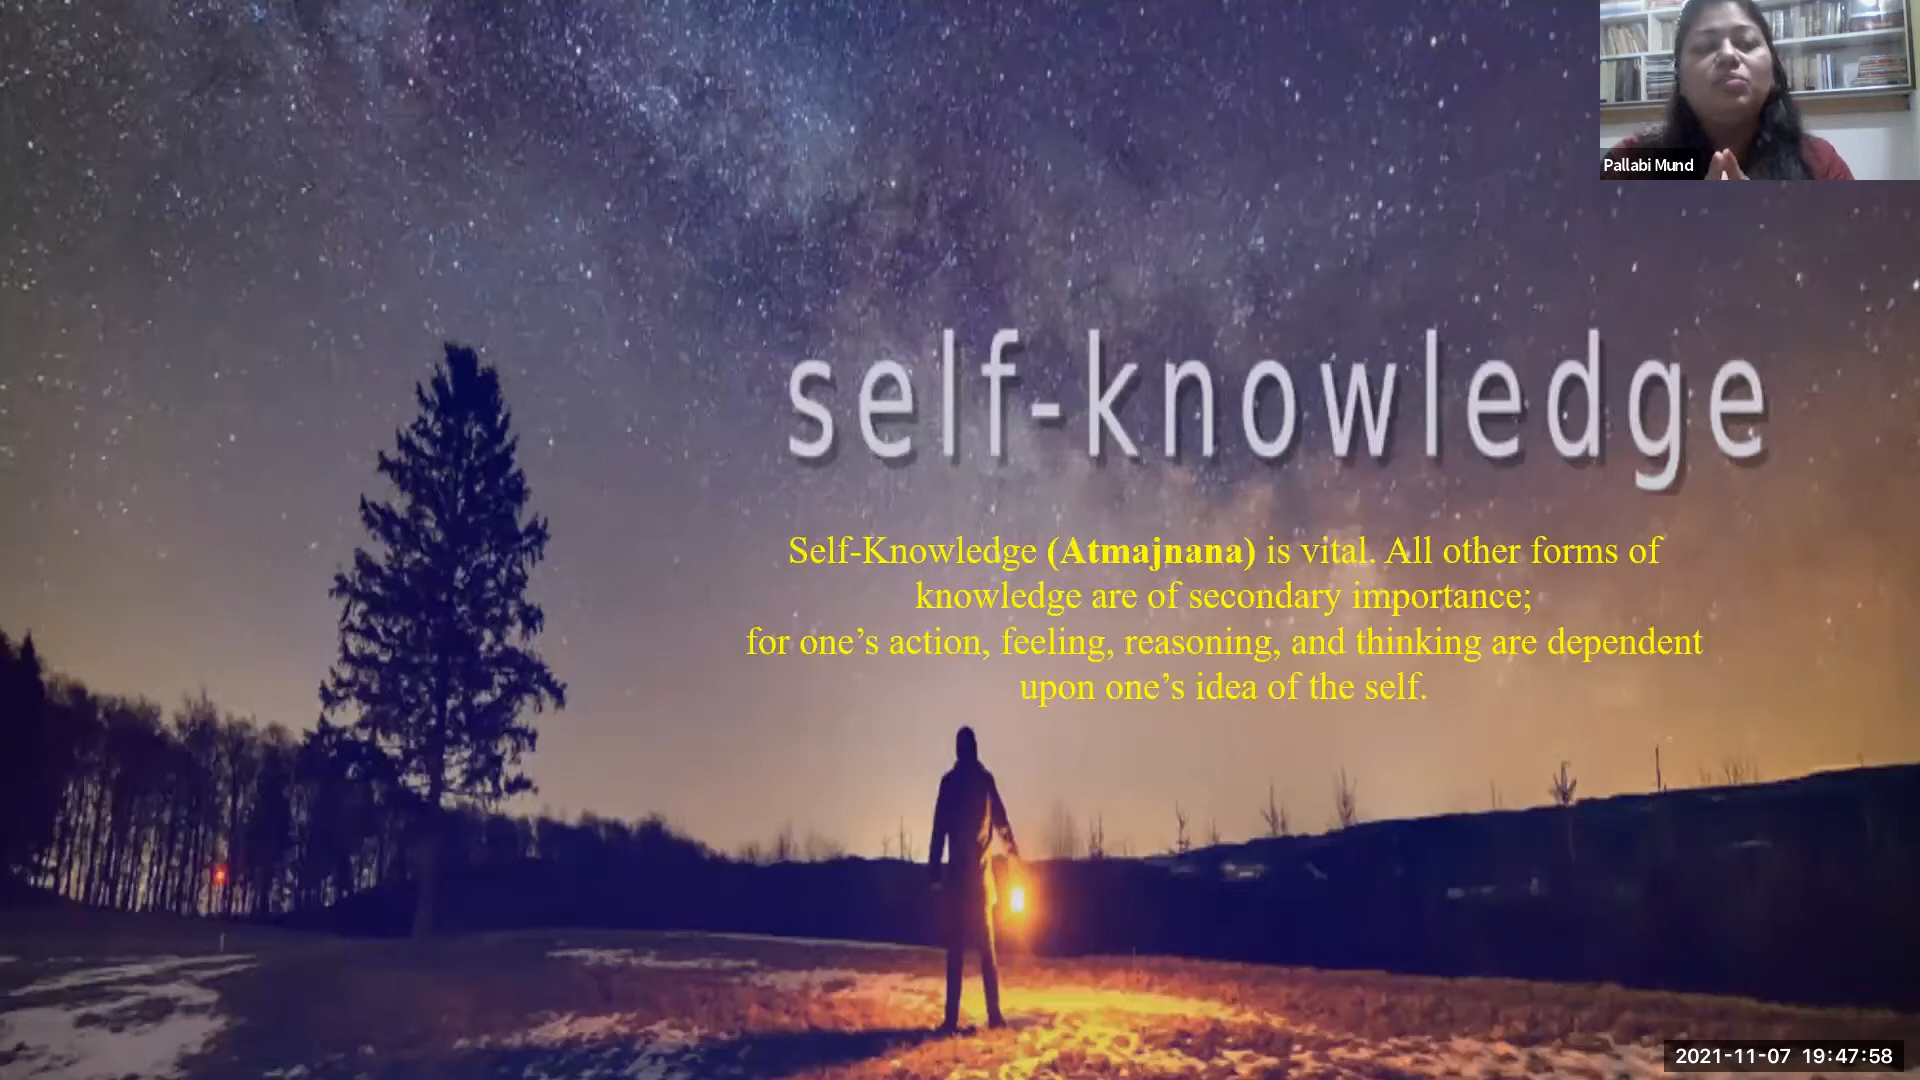 Pallabi Mund
self-knowledge
Self-Knowledge (Atmajnana) is vital. All other forms of
knowledge are of secondary importance;
for one’s action, feeling, reasoning, and thinking are dependent
upon one’s idea of the self.
2021-11-07 19:47:58